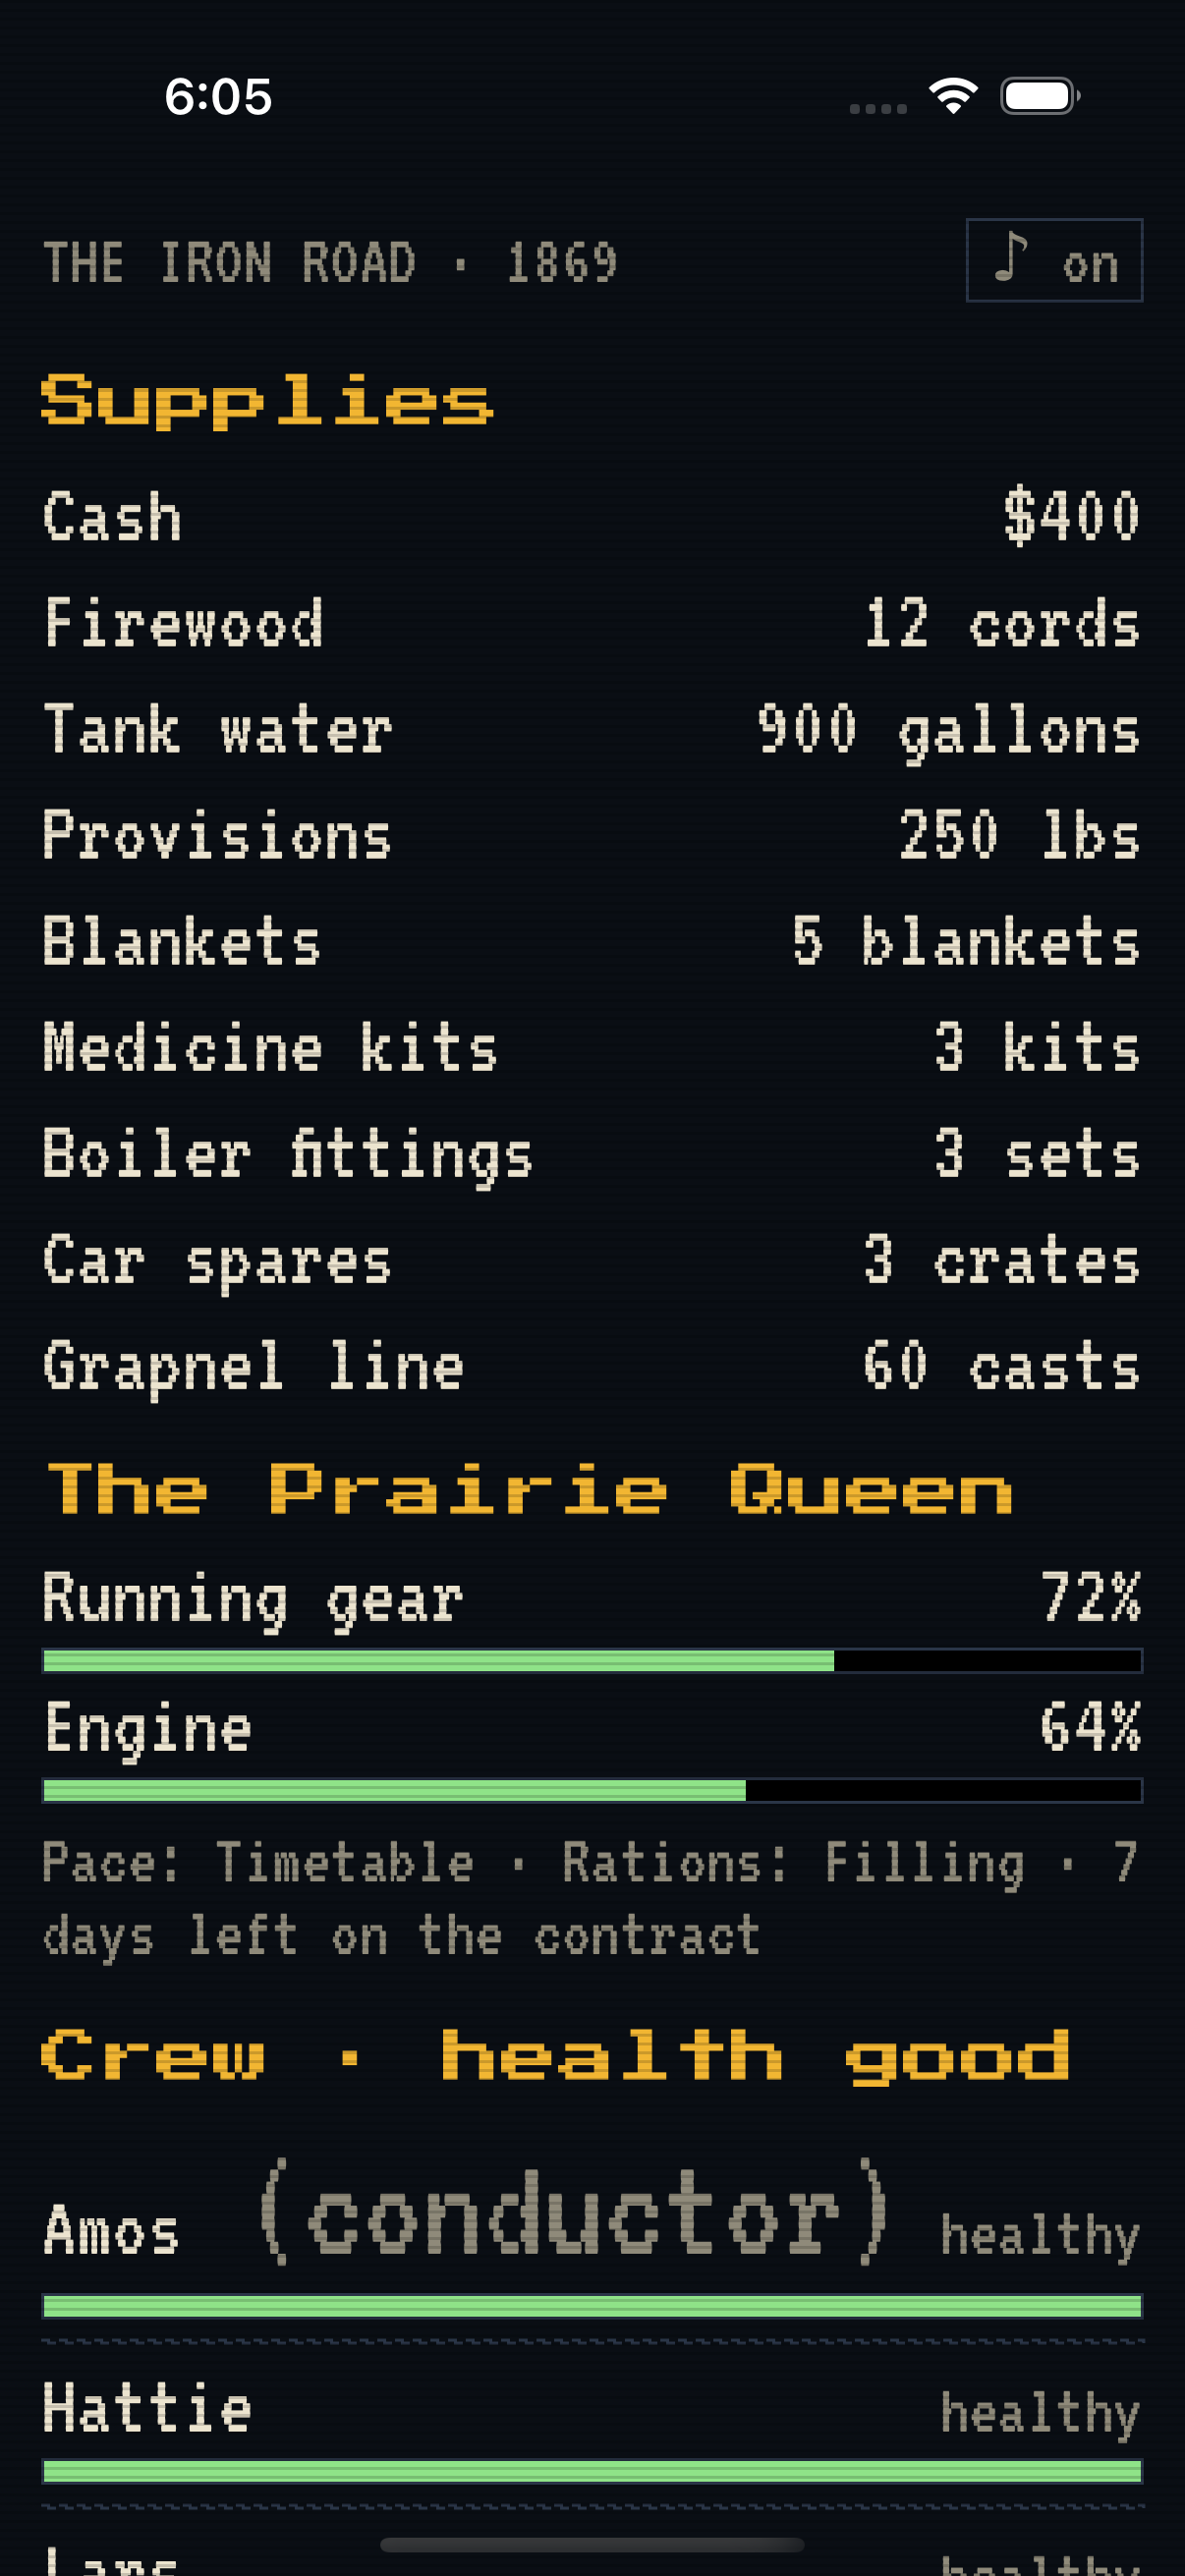 6:05
THE IRON ROAD · 1869 ♪ on
Supplies
Cash $400
Firewood 12 cords
Tank water 900 gallons
Provisions 250 lbs
Blankets 5 blankets
Medicine kits 3 kits
Boiler fittings 3 sets
Car spares 3 crates
Grapnel line 60 casts
The Prairie Queen
Running gear 72%
Engine 64%
Pace: Timetable · Rations: Filling · 7
days left on the contract
Crew · health good
Amos (conductor) healthy
Hattie healthy
Lars healthy